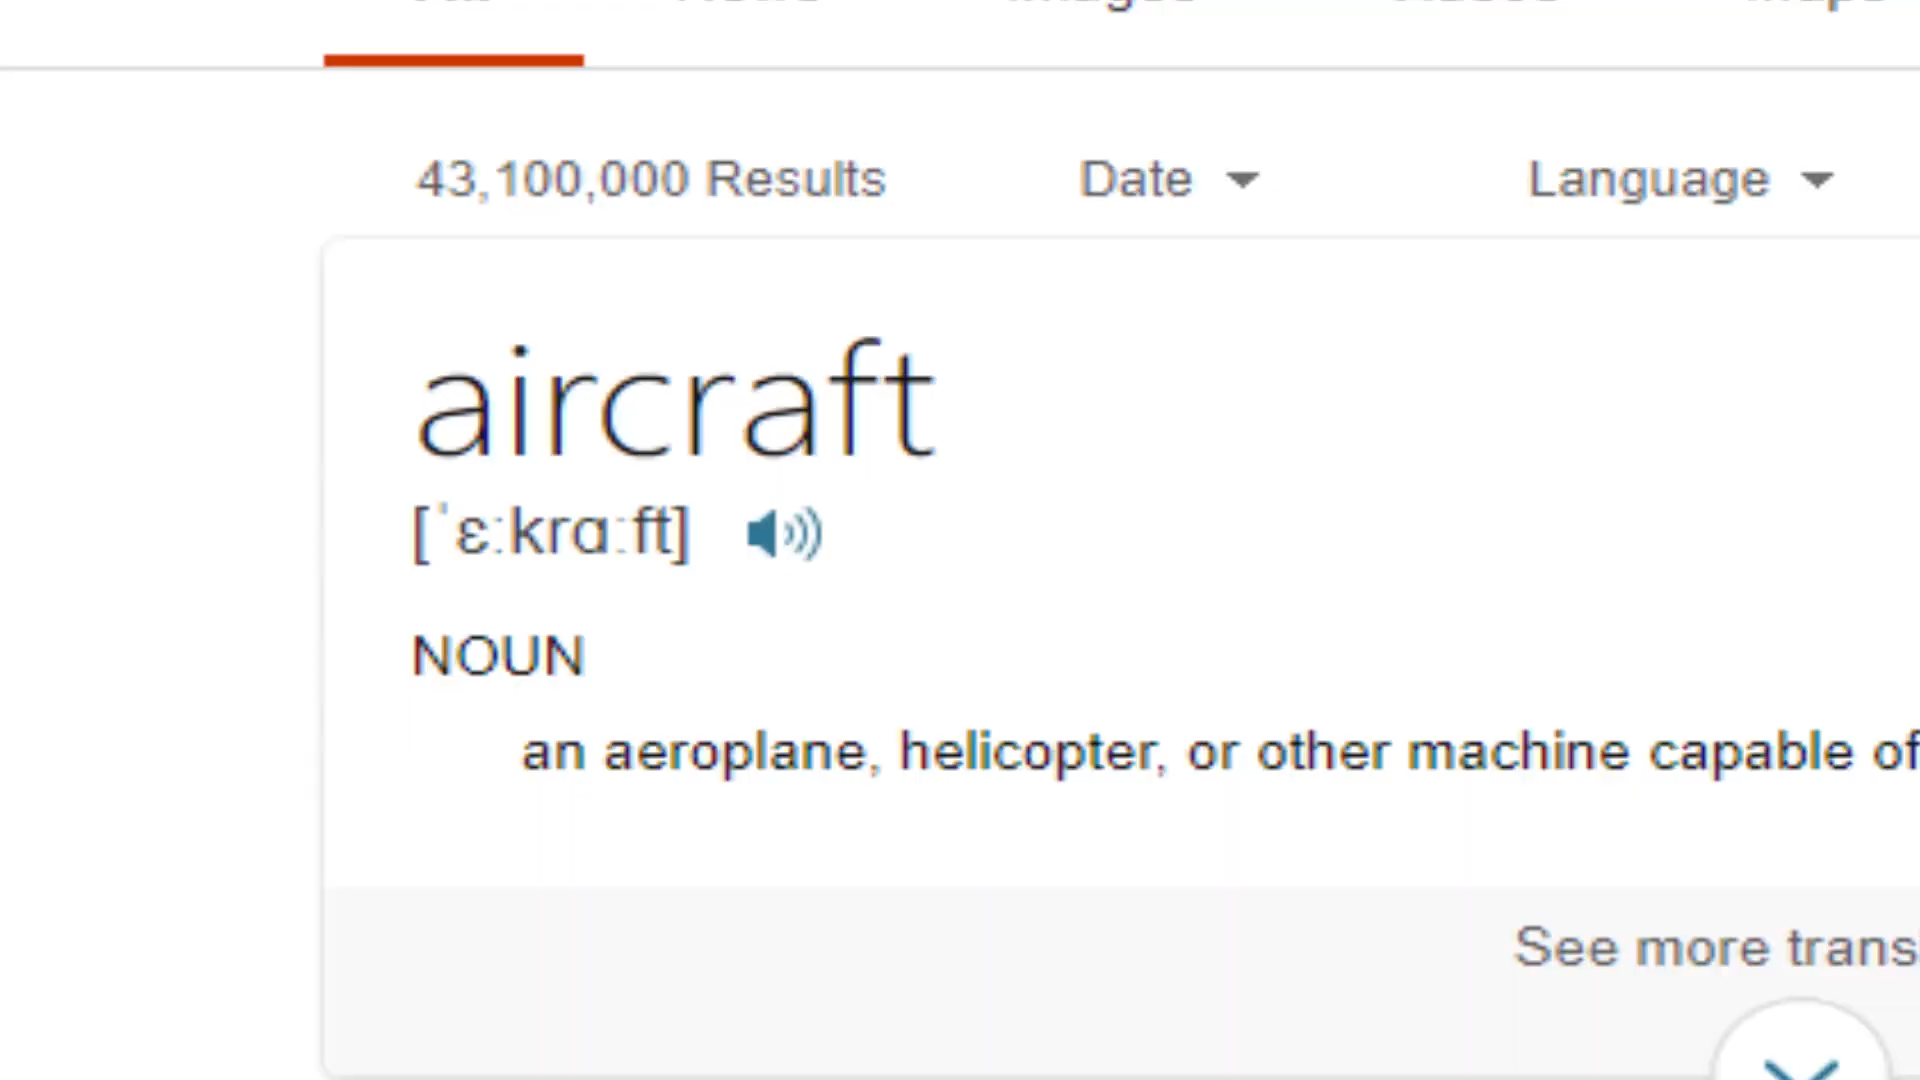 43,100,000 Results Date Language
aircraft
[ˈɛːkrɑːft]
NOUN
an aeroplane, helicopter, or other machine capable of
See more